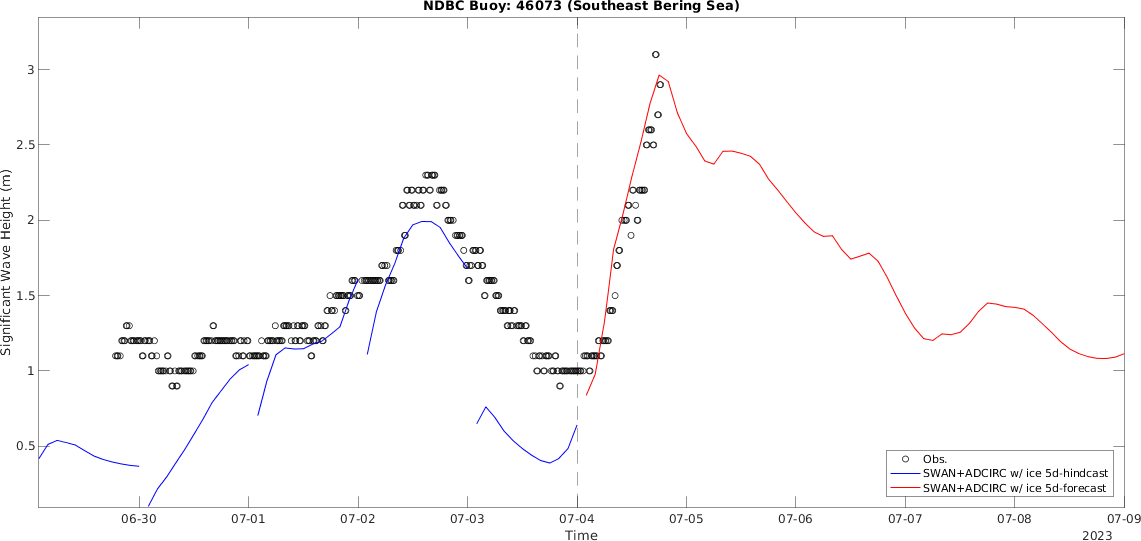 NDBC Buoy: 46073 (Southeast Bering Sea)
Significant Wave Height (m)
3
2.5
2
1.5
1
0.5
Obs.
SWAN+ADCIRC w/ ice 5d-hindcast
SWAN+ADCIRC w/ ice 5d-forecast
06-30 07-01 07-02 07-03 07-04 07-05 07-06 07-07 07-08 07-09
Time
2023